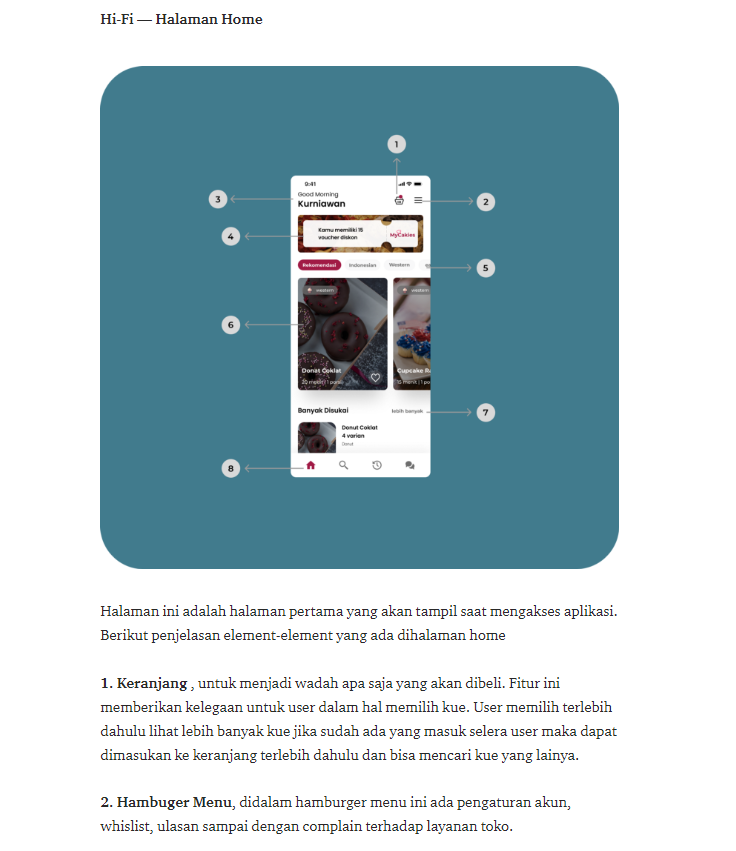 Hi-Fi — Halaman Home
1
9:41
Good Morning
Kurniawan
2
3
Kamu memiliki 15
voucher diskon
MyCakies
4
Rekomendasi Indonesian Western
5
western
western
6
Donat Coklat
Cupcake
20 menit | 1 porsi
15 menit | 1 po
Banyak Disukai
lebih banyak
7
Donut Coklat
4 varian
Donut
8
Halaman ini adalah halaman pertama yang akan tampil saat mengakses aplikasi.
Berikut penjelasan element-element yang ada dihalaman home
1. Keranjang , untuk menjadi wadah apa saja yang akan dibeli. Fitur ini
memberikan kelegaan untuk user dalam hal memilih kue. User memilih terlebih
dahulu lihat lebih banyak kue jika sudah ada yang masuk selera user maka dapat
dimasukan ke keranjang terlebih dahulu dan bisa mencari kue yang lainya.
2. Hambuger Menu, didalam hamburger menu ini ada pengaturan akun,
whislist, ulasan sampai dengan complain terhadap layanan toko.